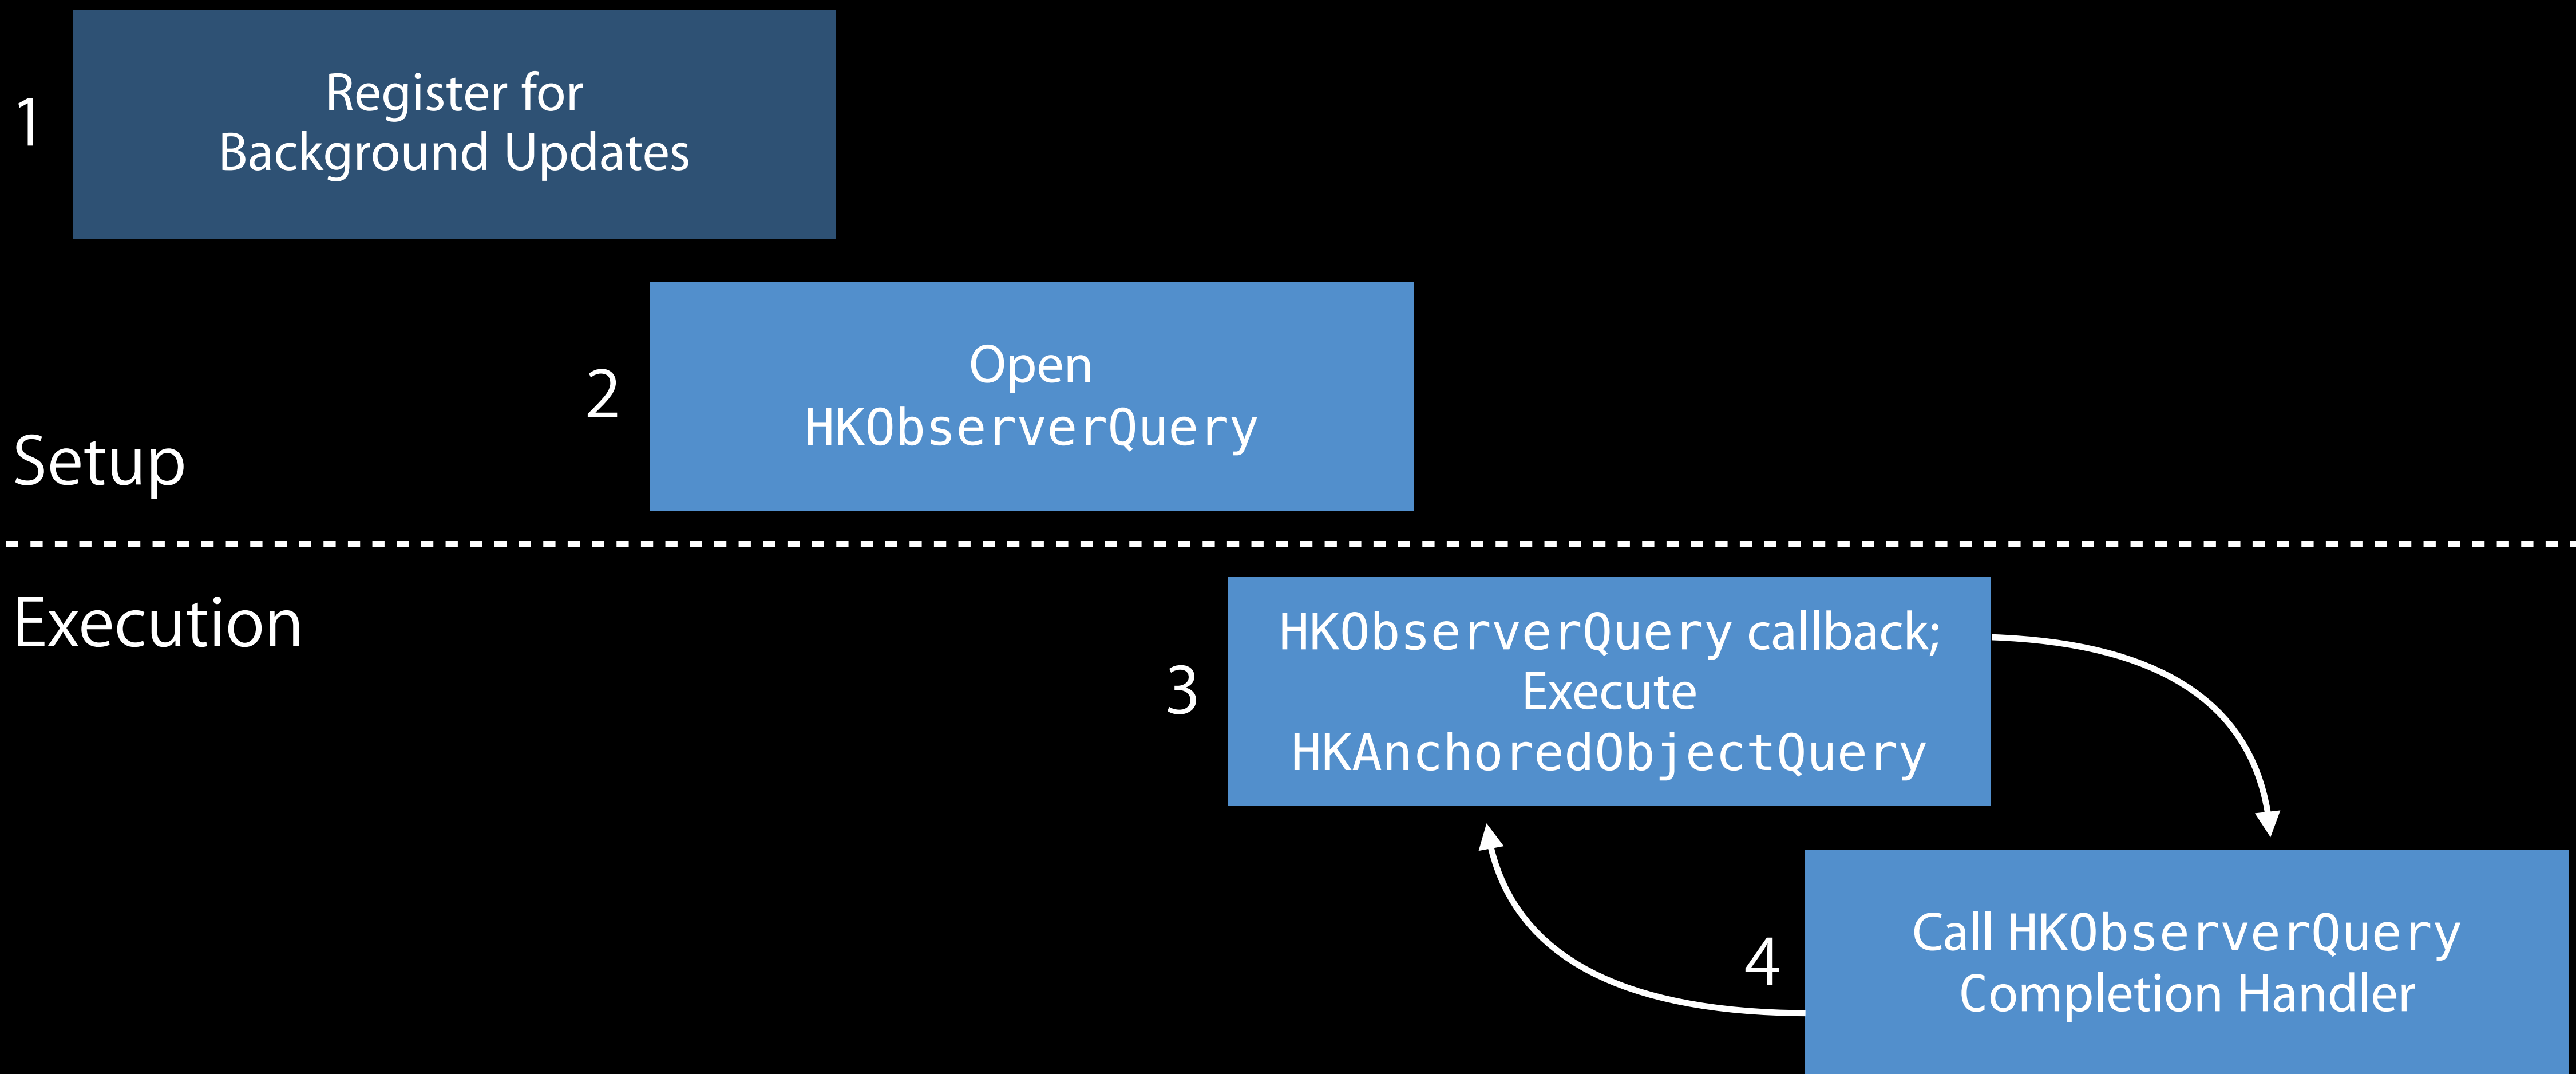 1
Register for
Background Updates
2
Open
HKObserverQuery
Setup
Execution
3
HKObserverQuery callback;
Execute
HKAnchoredObjectQuery
4
Call HKObserverQuery
Completion Handler